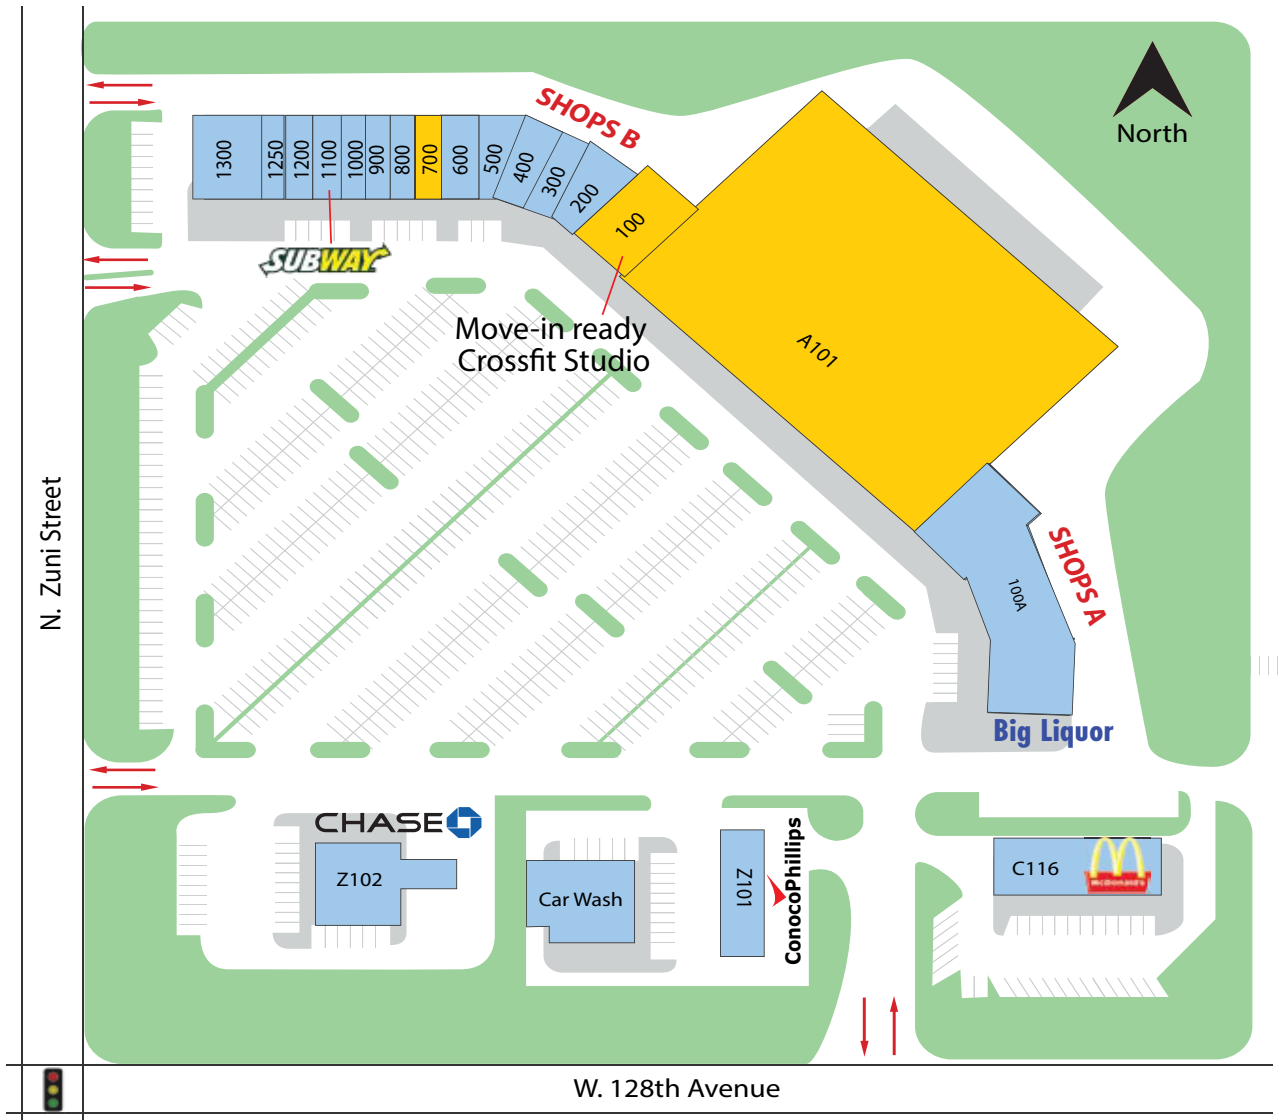 North
SHOPS B
1300
1250
1200
1100
1000
900
800
700
600
500
400
300
200
100
SUBWAY
Move-in ready
Crossfit Studio
A101
N. Zuni Street
SHOPS A
100A
Big Liquor
CHASE
Z102
Car Wash
Z101
ConocoPhillips
C116
McDonald's
W. 128th Avenue